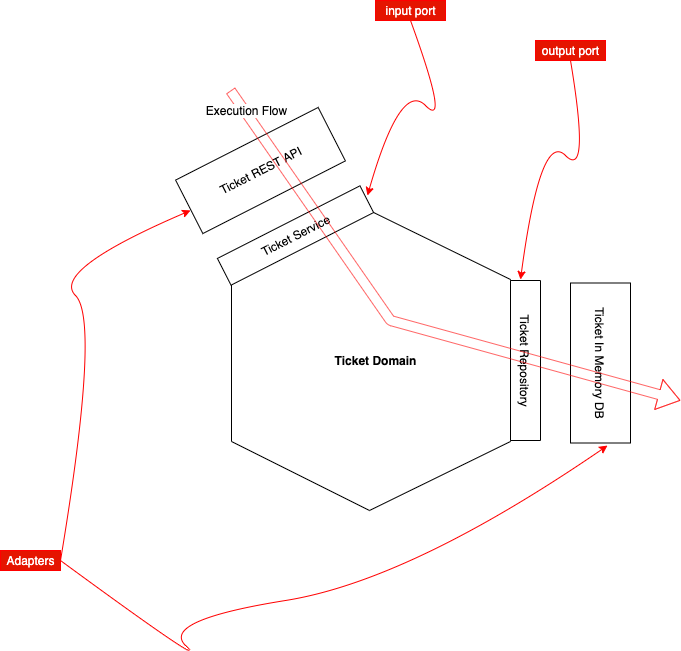 input port
output port
Execution Flow
Ticket REST API
Ticket Service
Ticket Domain
Ticket Repository
Ticket In Memory DB
Adapters